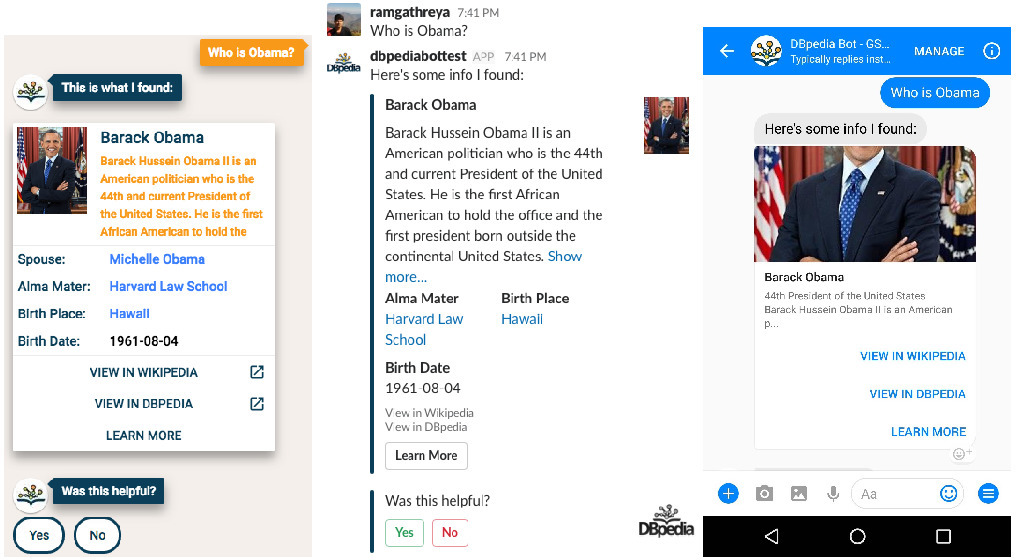 Who is Obama?
This is what I found:
Barack Obama
Barack Hussein Obama II is an
American politician who is the
44th and current President of
the United States. He is the first
African American to hold the
Spouse: Michelle Obama
Alma Mater: Harvard Law School
Birth Place: Hawaii
Birth Date: 1961-08-04
VIEW IN WIKIPEDIA
VIEW IN DBPEDIA
LEARN MORE
Was this helpful?
Yes No
ramgathreya 7:41 PM
Who is Obama?
DBpedia
dbpediabottest APP 7:41 PM
Here's some info I found:
Barack Obama
Barack Hussein Obama II is an
American politician who is the 44th
and current President of the United
States. He is the first African
American to hold the office and the
first president born outside the
continental United States. Show
more...
Alma Mater Birth Place
Harvard Law Hawaii
School
Birth Date
1961-08-04
View in Wikipedia
View in DBpedia
Learn More
Was this helpful?
Yes No
DBpedia
DBpedia Bot - GS...
Typically replies inst...
MANAGE
Who is Obama
Here's some info I found:
Barack Obama
44th President of the United States
Barack Hussein Obama II is an American
p...
VIEW IN WIKIPEDIA
VIEW IN DBPEDIA
LEARN MORE
Aa